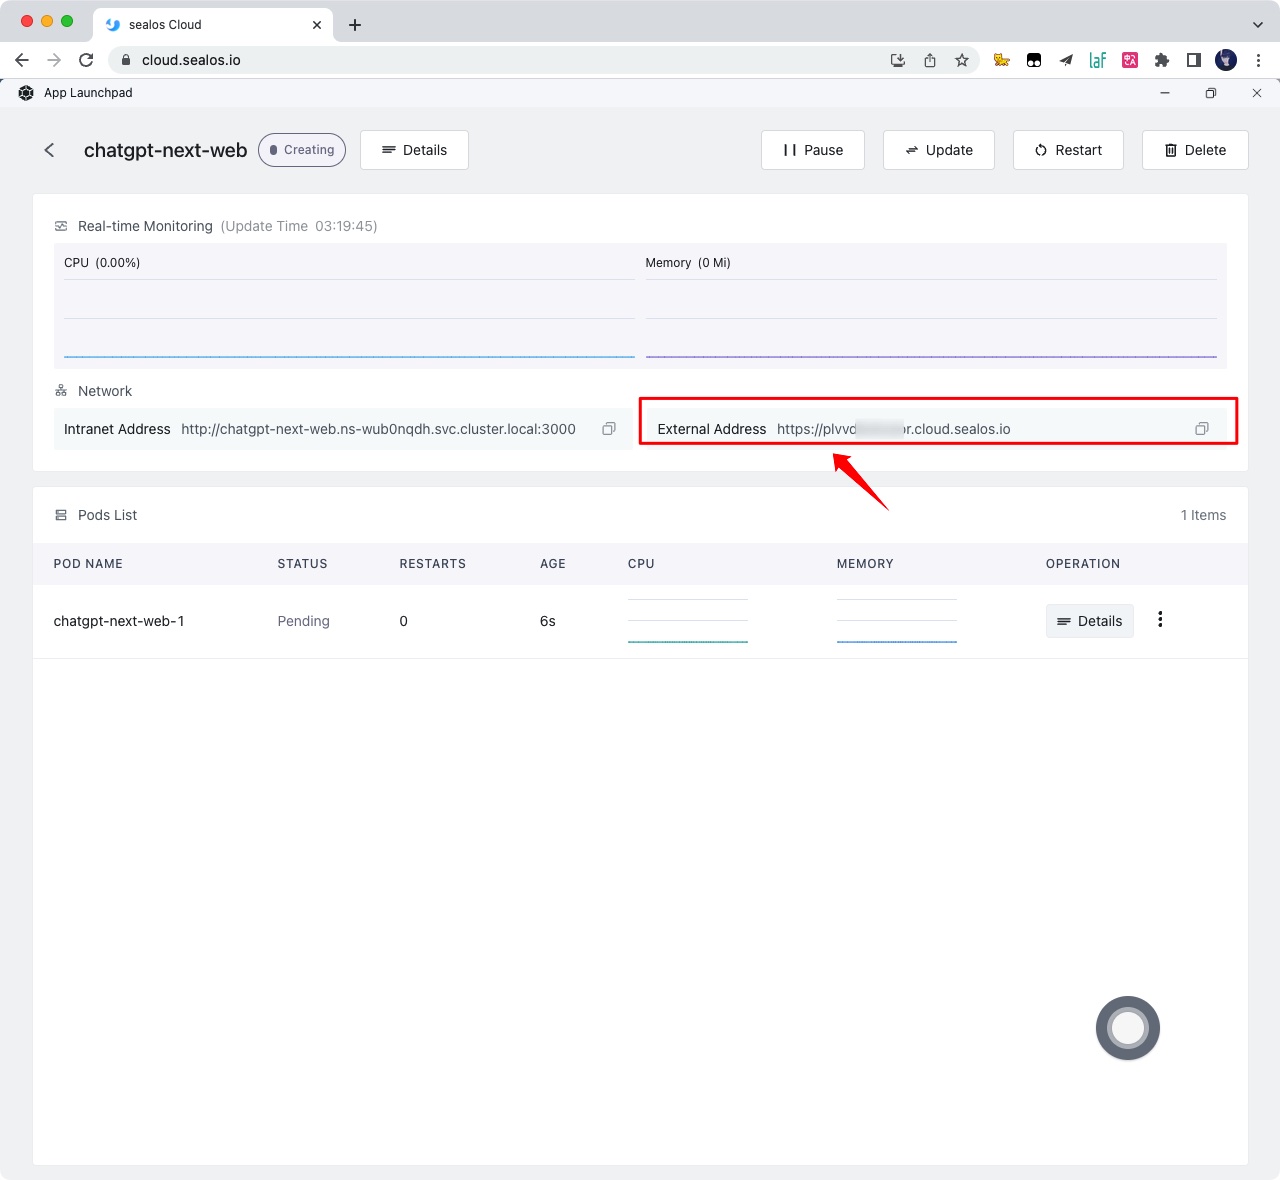 sealos Cloud
cloud.sealos.io
laf
App Launchpad
chatgpt-next-web Creating Details Pause Update Restart Delete
Real-time Monitoring (Update Time 03:19:45)
CPU (0.00%) Memory (0 Mi)
Network
Intranet Address http://chatgpt-next-web.ns-wub0nqdh.svc.cluster.local:3000 External Address https://plvvd r.cloud.sealos.io
Pods List 1 Items
POD NAME STATUS RESTARTS AGE CPU MEMORY OPERATION
chatgpt-next-web-1 Pending 0 6s Details